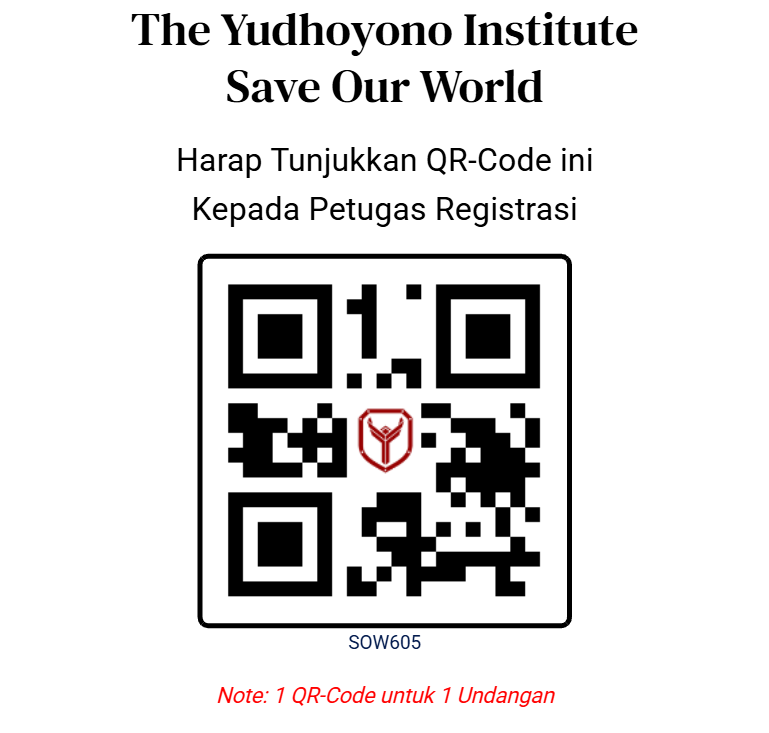 The Yudhoyono Institute
Save Our World
Harap Tunjukkan QR-Code ini
Kepada Petugas Registrasi
SOW605
Note: 1 QR-Code untuk 1 Undangan